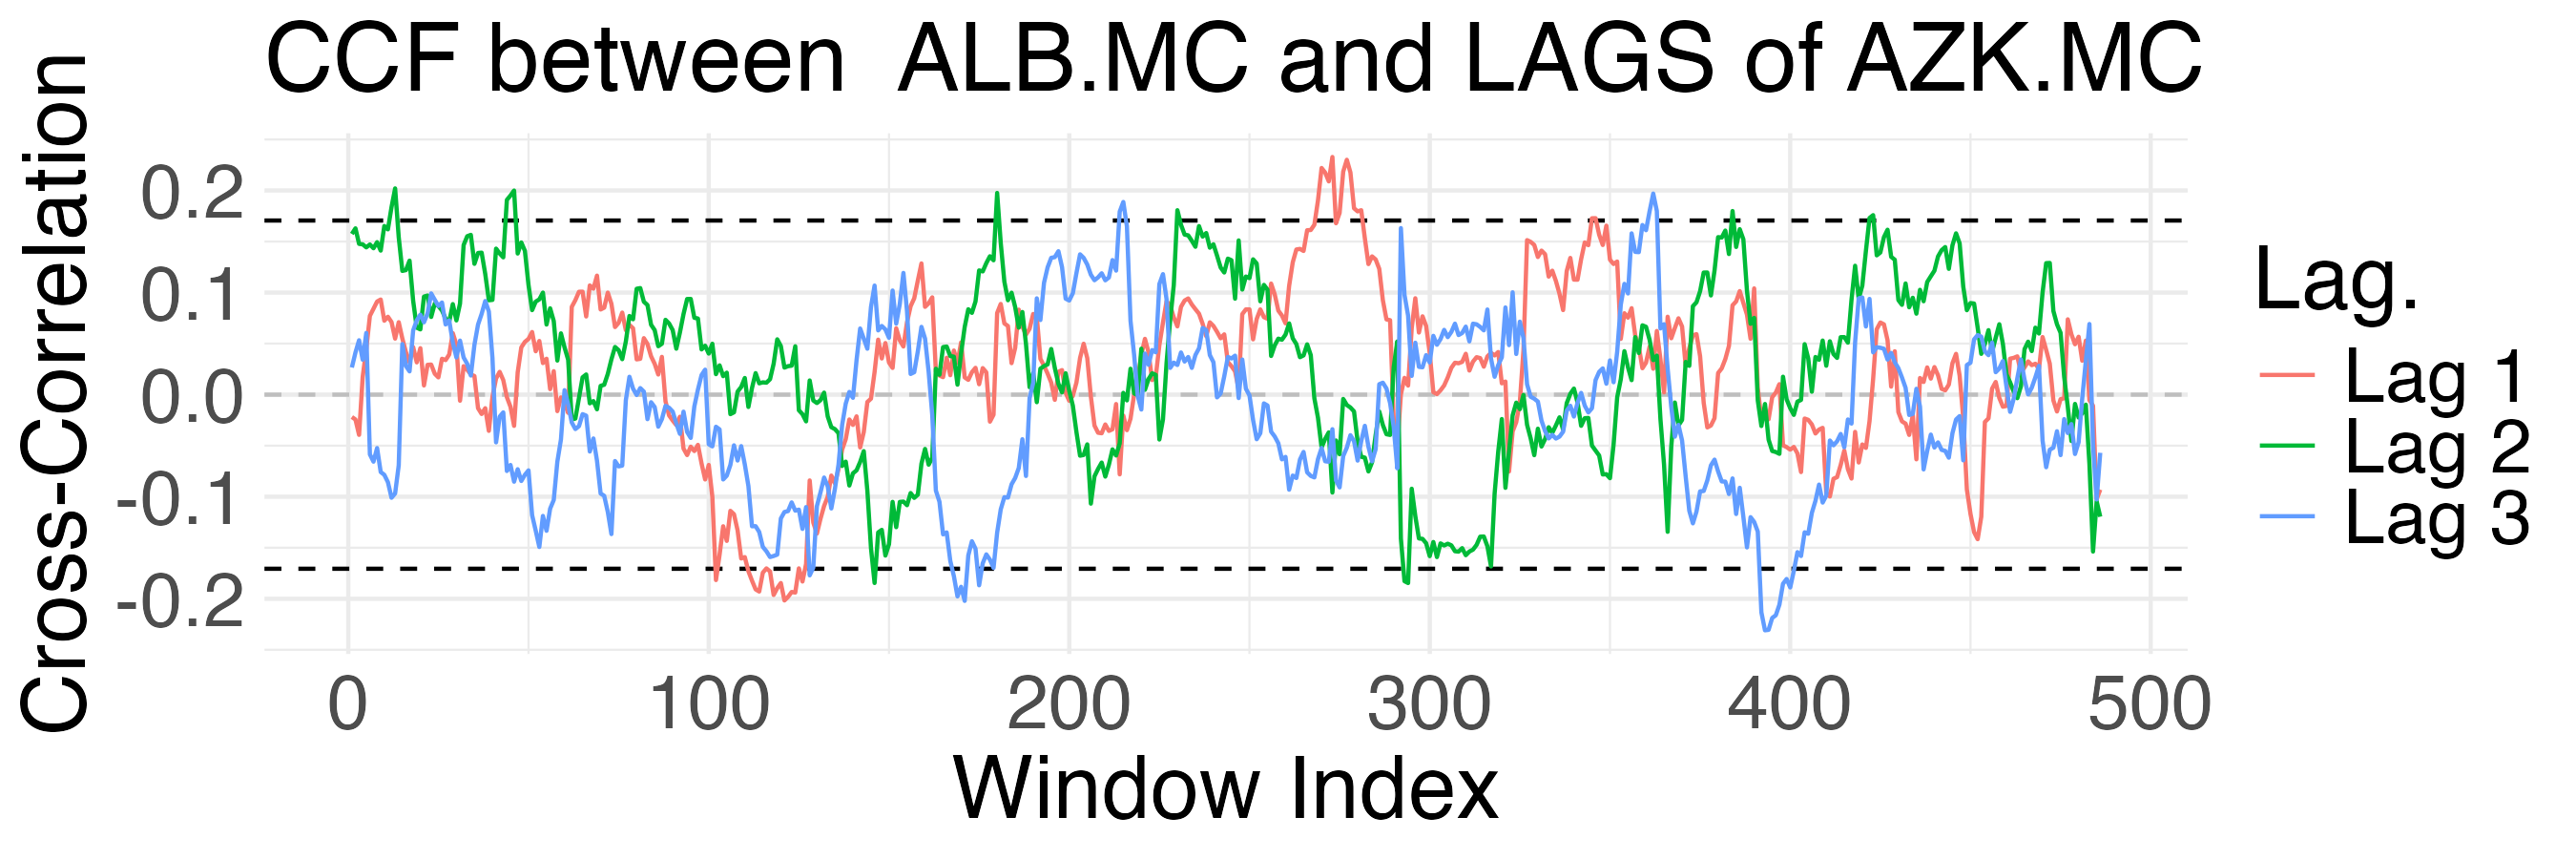 CCF between  ALB.MC and LAGS of AZK.MC
Cross-Correlation
0.2
0.1
0.0
-0.1
-0.2
0 100 200 300 400 500
Window Index
Lag.
Lag 1
Lag 2
Lag 3